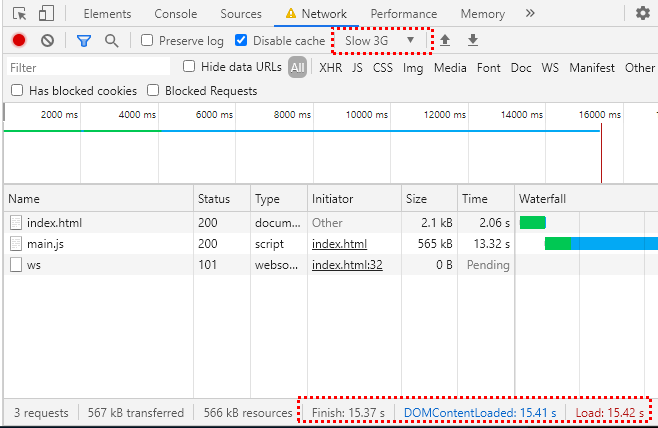 Elements Console Sources Network Performance Memory
Preserve log Disable cache Slow 3G
Filter Hide data URLs All XHR JS CSS Img Media Font Doc WS Manifest Other
Has blocked cookies Blocked Requests
2000 ms 4000 ms 6000 ms 8000 ms 10000 ms 12000 ms 14000 ms 16000 ms
Name Status Type Initiator Size Time Waterfall
index.html 200 docum... Other 2.1 kB 2.06 s
main.js 200 script index.html 565 kB 13.32 s
ws 101 webso... index.html:32 0 B Pending
3 requests 567 kB transferred 566 kB resources Finish: 15.37 s DOMContentLoaded: 15.41 s Load: 15.42 s